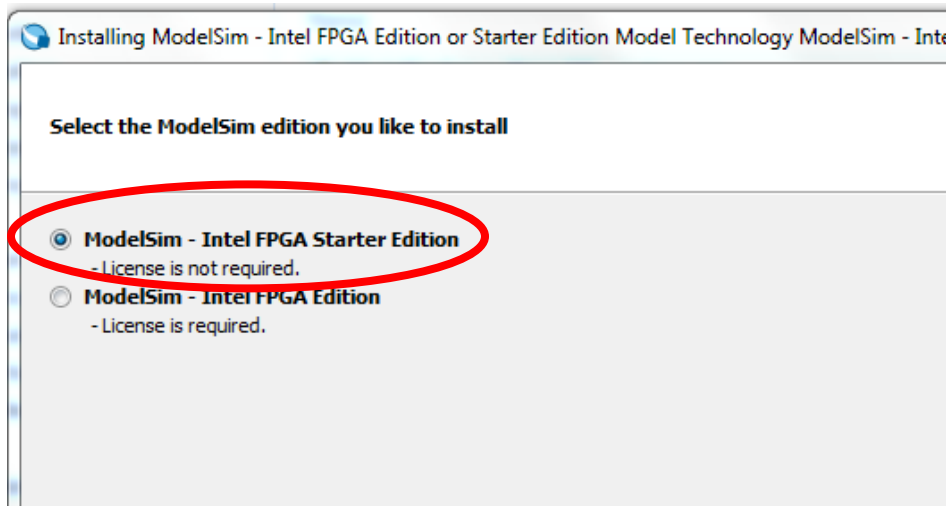 Installing ModelSim - Intel FPGA Edition or Starter Edition Model Technology ModelSim -
Select the ModelSim edition you like to install
ModelSim - Intel FPGA Starter Edition
- License is not required.
ModelSim - Intel FPGA Edition
- License is required.